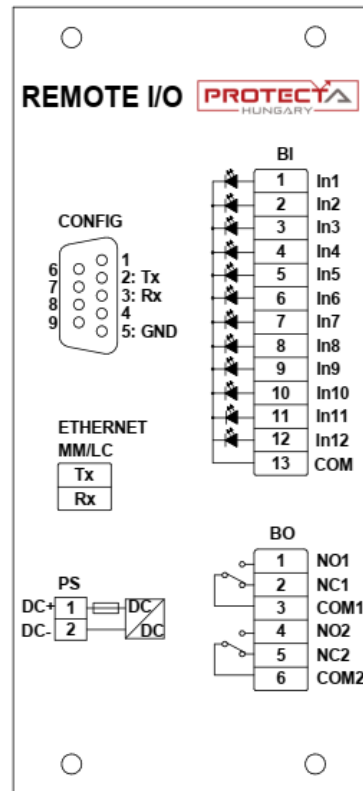 REMOTE I/O PROTECTA
HUNGARY
BI
1 In1
2 In2
3 In3
4 In4
5 In5
6 In6
7 In7
8 In8
9 In9
10 In10
11 In11
12 In12
13 COM
CONFIG
1
6 2: Tx
7 3: Rx
8 4
9 5: GND
ETHERNET
MM/LC
Tx
Rx
PS
DC+ 1 DC
DC- 2 DC
BO
1 NO1
2 NC1
3 COM1
4 NO2
5 NC2
6 COM2